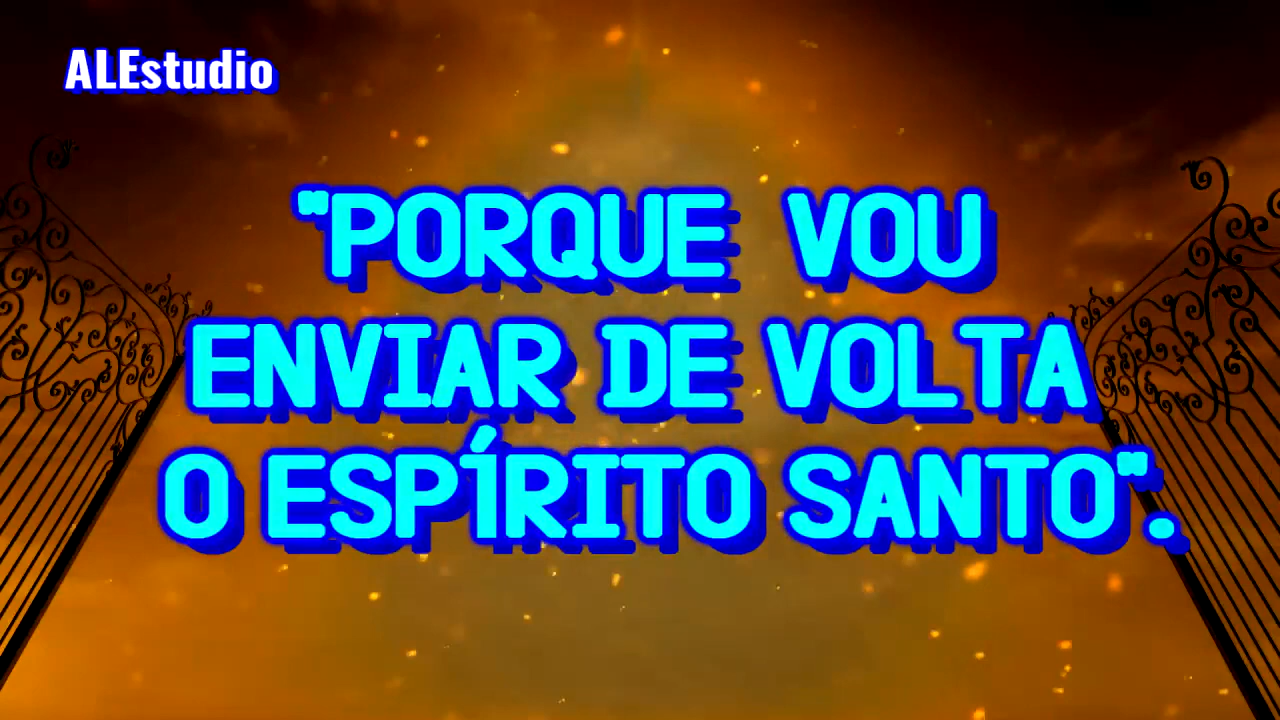 ALEstudio
"PORQUE VOU
ENVIAR DE VOLTA
O ESPÍRITO SANTO".